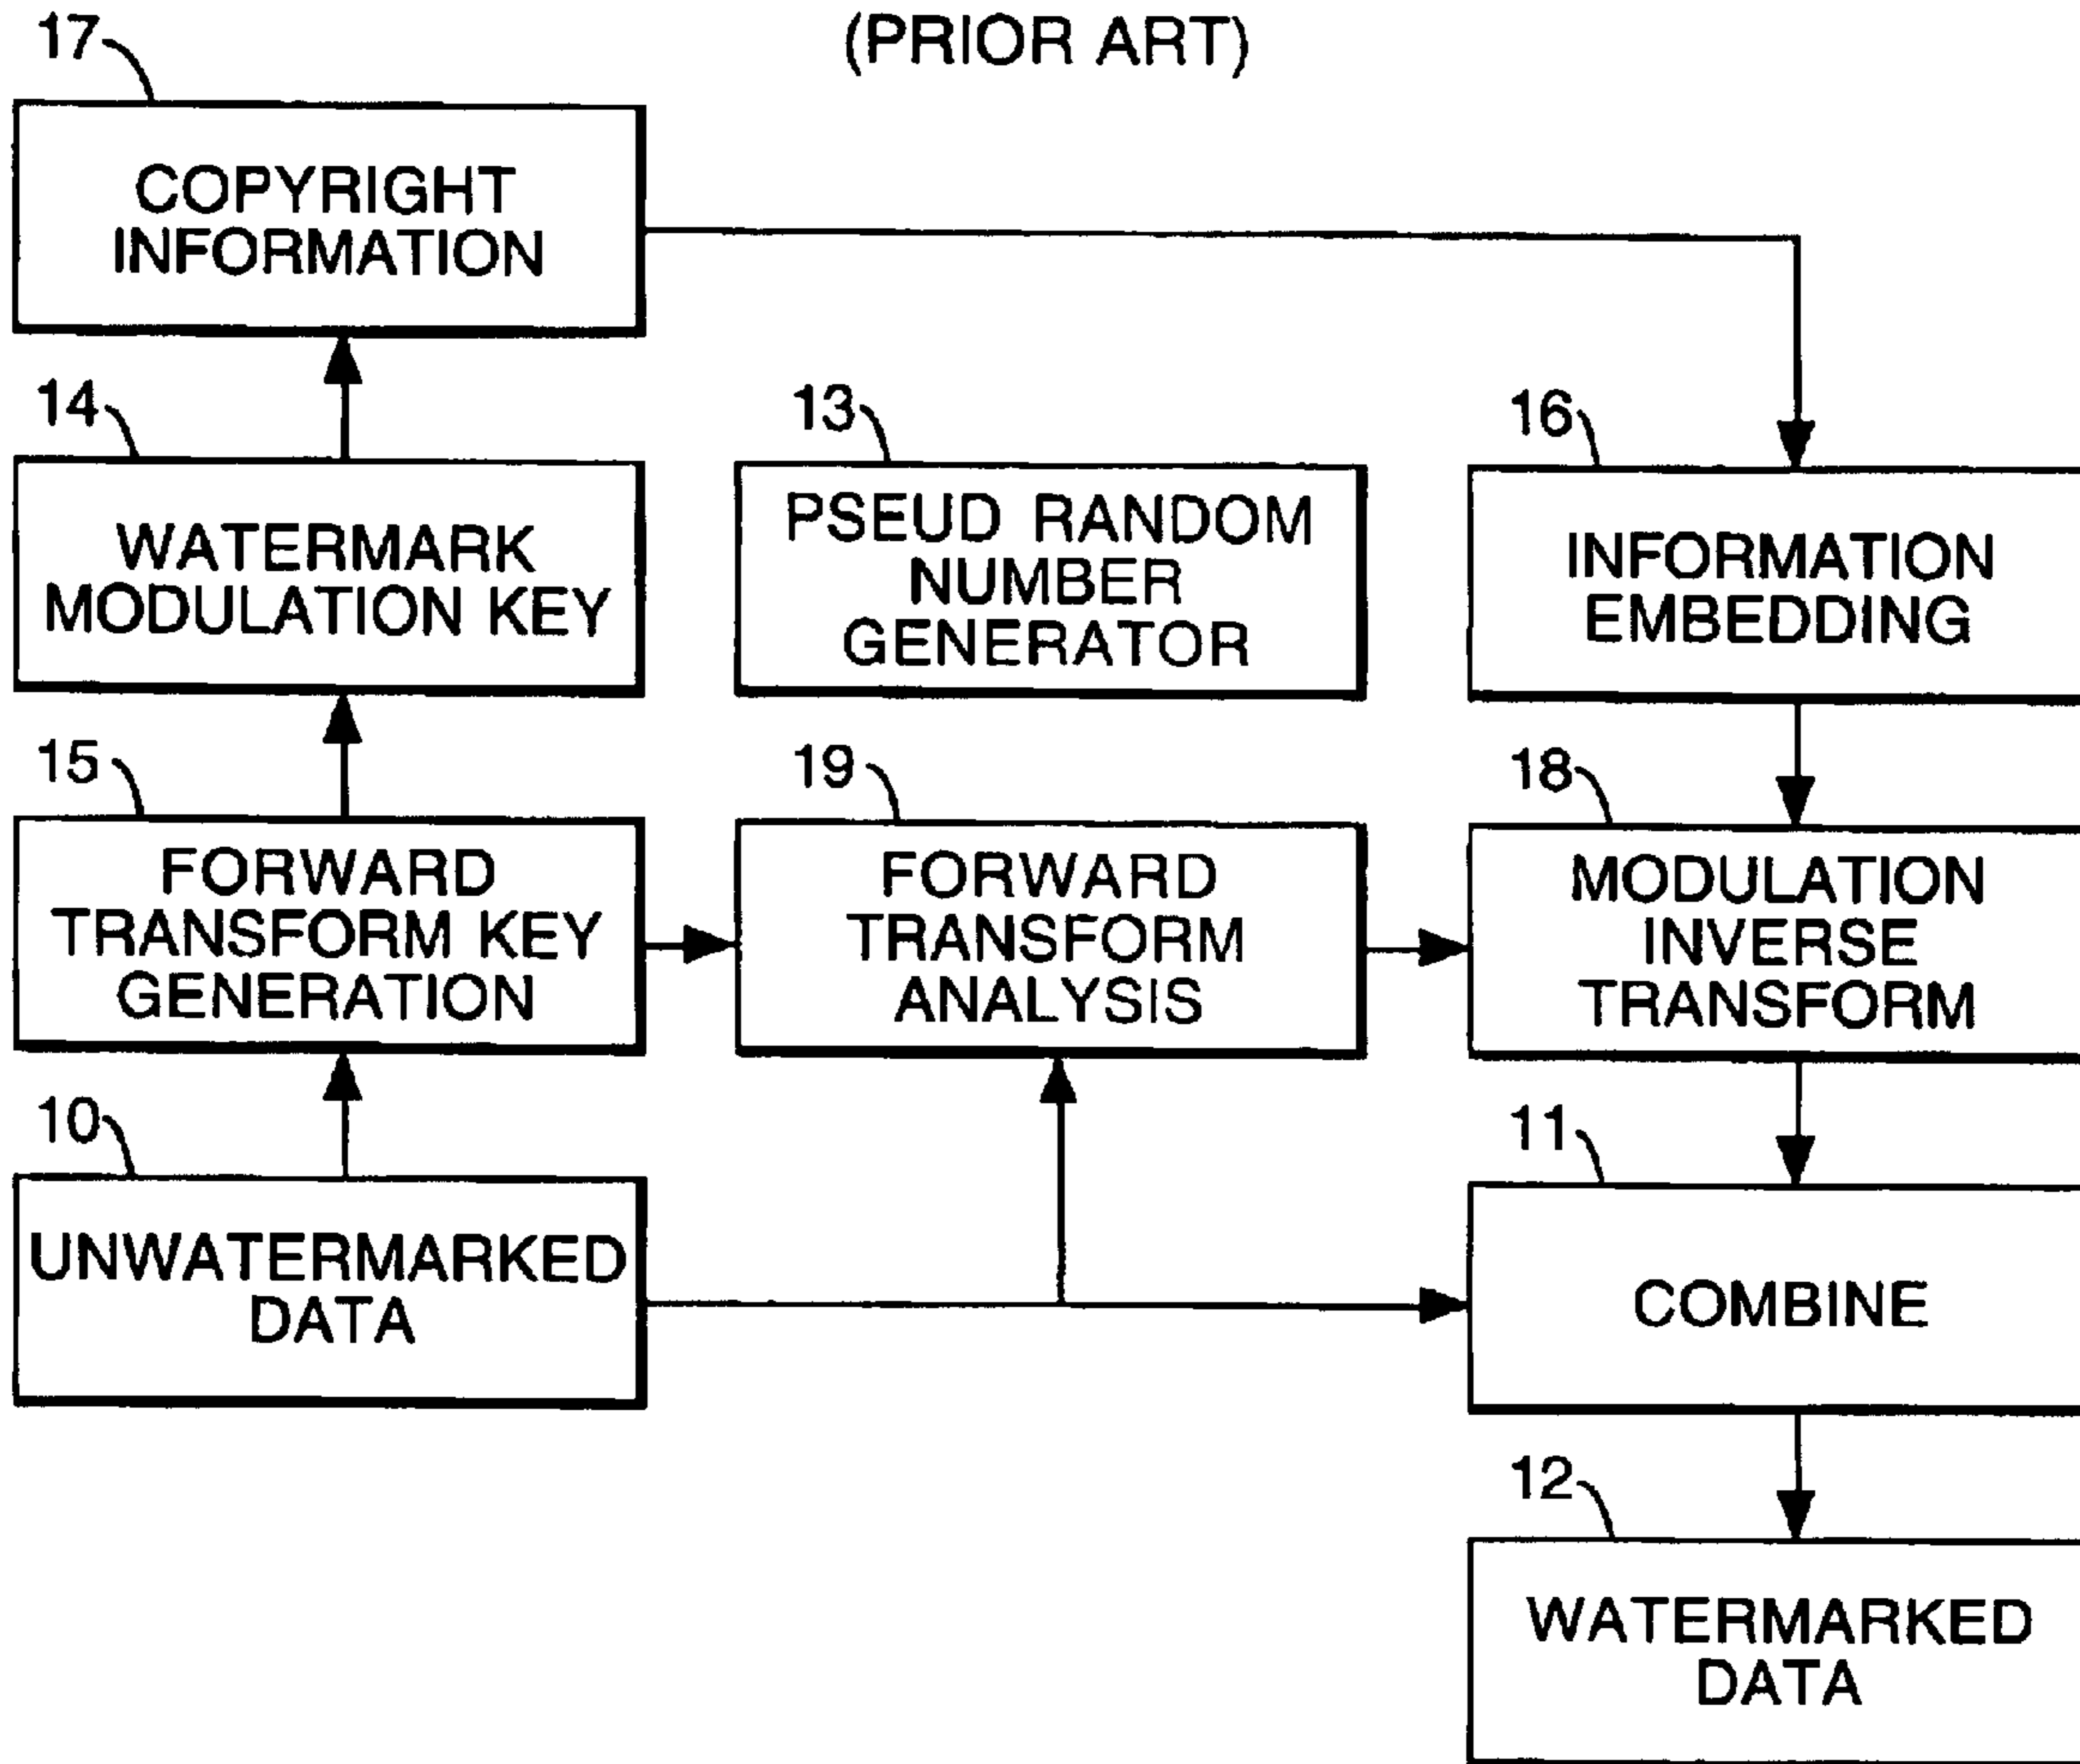 (PRIOR ART)
17
COPYRIGHT
INFORMATION
14
WATERMARK
MODULATION KEY
13
PSEUD RANDOM
NUMBER
GENERATOR
16
INFORMATION
EMBEDDING
15
FORWARD
TRANSFORM KEY
GENERATION
19
FORWARD
TRANSFORM
ANALYSIS
18
MODULATION
INVERSE
TRANSFORM
10
UNWATERMARKED
DATA
11
COMBINE
12
WATERMARKED
DATA